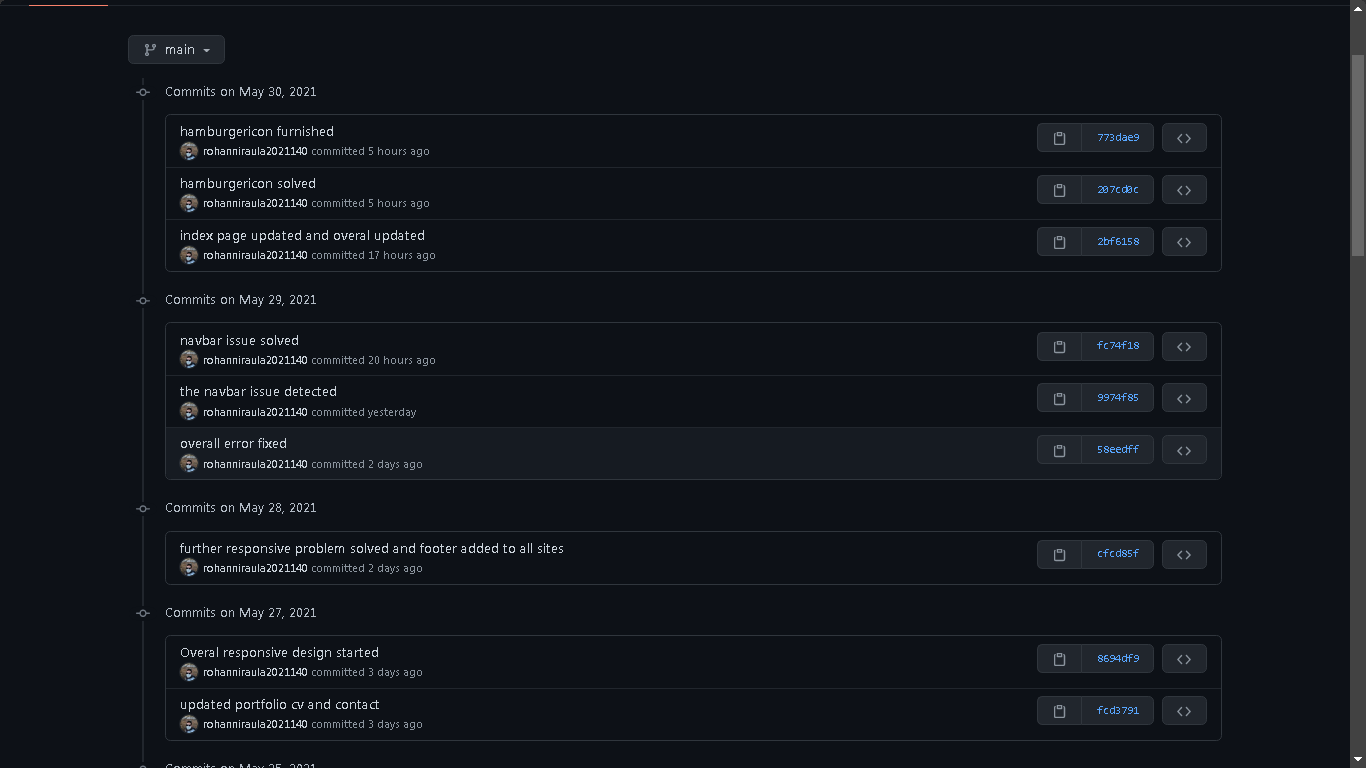 main
Commits on May 30, 2021
hamburgericon furnished
773dae9
rohanniraula2021140 committed 5 hours ago
hamburgericon solved
207cd0c
rohanniraula2021140 committed 5 hours ago
index page updated and overal updated
2bf6158
rohanniraula2021140 committed 17 hours ago
Commits on May 29, 2021
navbar issue solved
fc74f18
rohanniraula2021140 committed 20 hours ago
the navbar issue detected
9974f85
rohanniraula2021140 committed yesterday
overall error fixed
58eedff
rohanniraula2021140 committed 2 days ago
Commits on May 28, 2021
further responsive problem solved and footer added to all sites
cfcd85f
rohanniraula2021140 committed 2 days ago
Commits on May 27, 2021
Overal responsive design started
8694df9
rohanniraula2021140 committed 3 days ago
updated portfolio cv and contact
fcd3791
rohanniraula2021140 committed 3 days ago
Commits on May 25, 2021